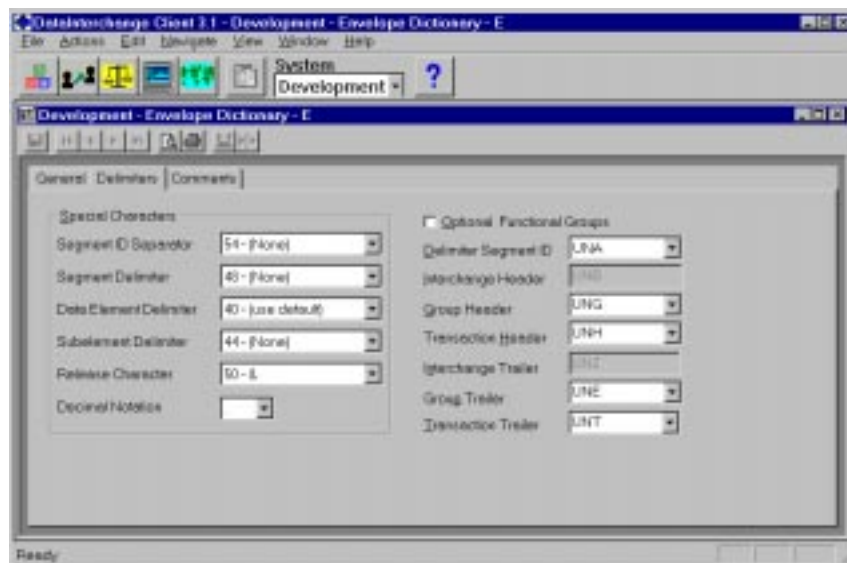 DataInterchange Client 3.1 - Development - Envelope Dictionary - E
File Actions Edit Navigate View Window Help
System
Development
?
Development - Envelope Dictionary - E
General Delimiters Comments
Special Characters
Segment ID Separator 54 - (None)
Segment Delimiter 48 - (None)
Data Element Delimiter 40 - (use default)
Subelement Delimiter 44 - (None)
Release Character 50 - &
Decimal Notation
Optional Functional Groups
Delimiter Segment ID UNA
Interchange Header UNB
Group Header UNG
Transaction Header UNH
Interchange Trailer UNZ
Group Trailer UNE
Transaction Trailer UNT
Ready